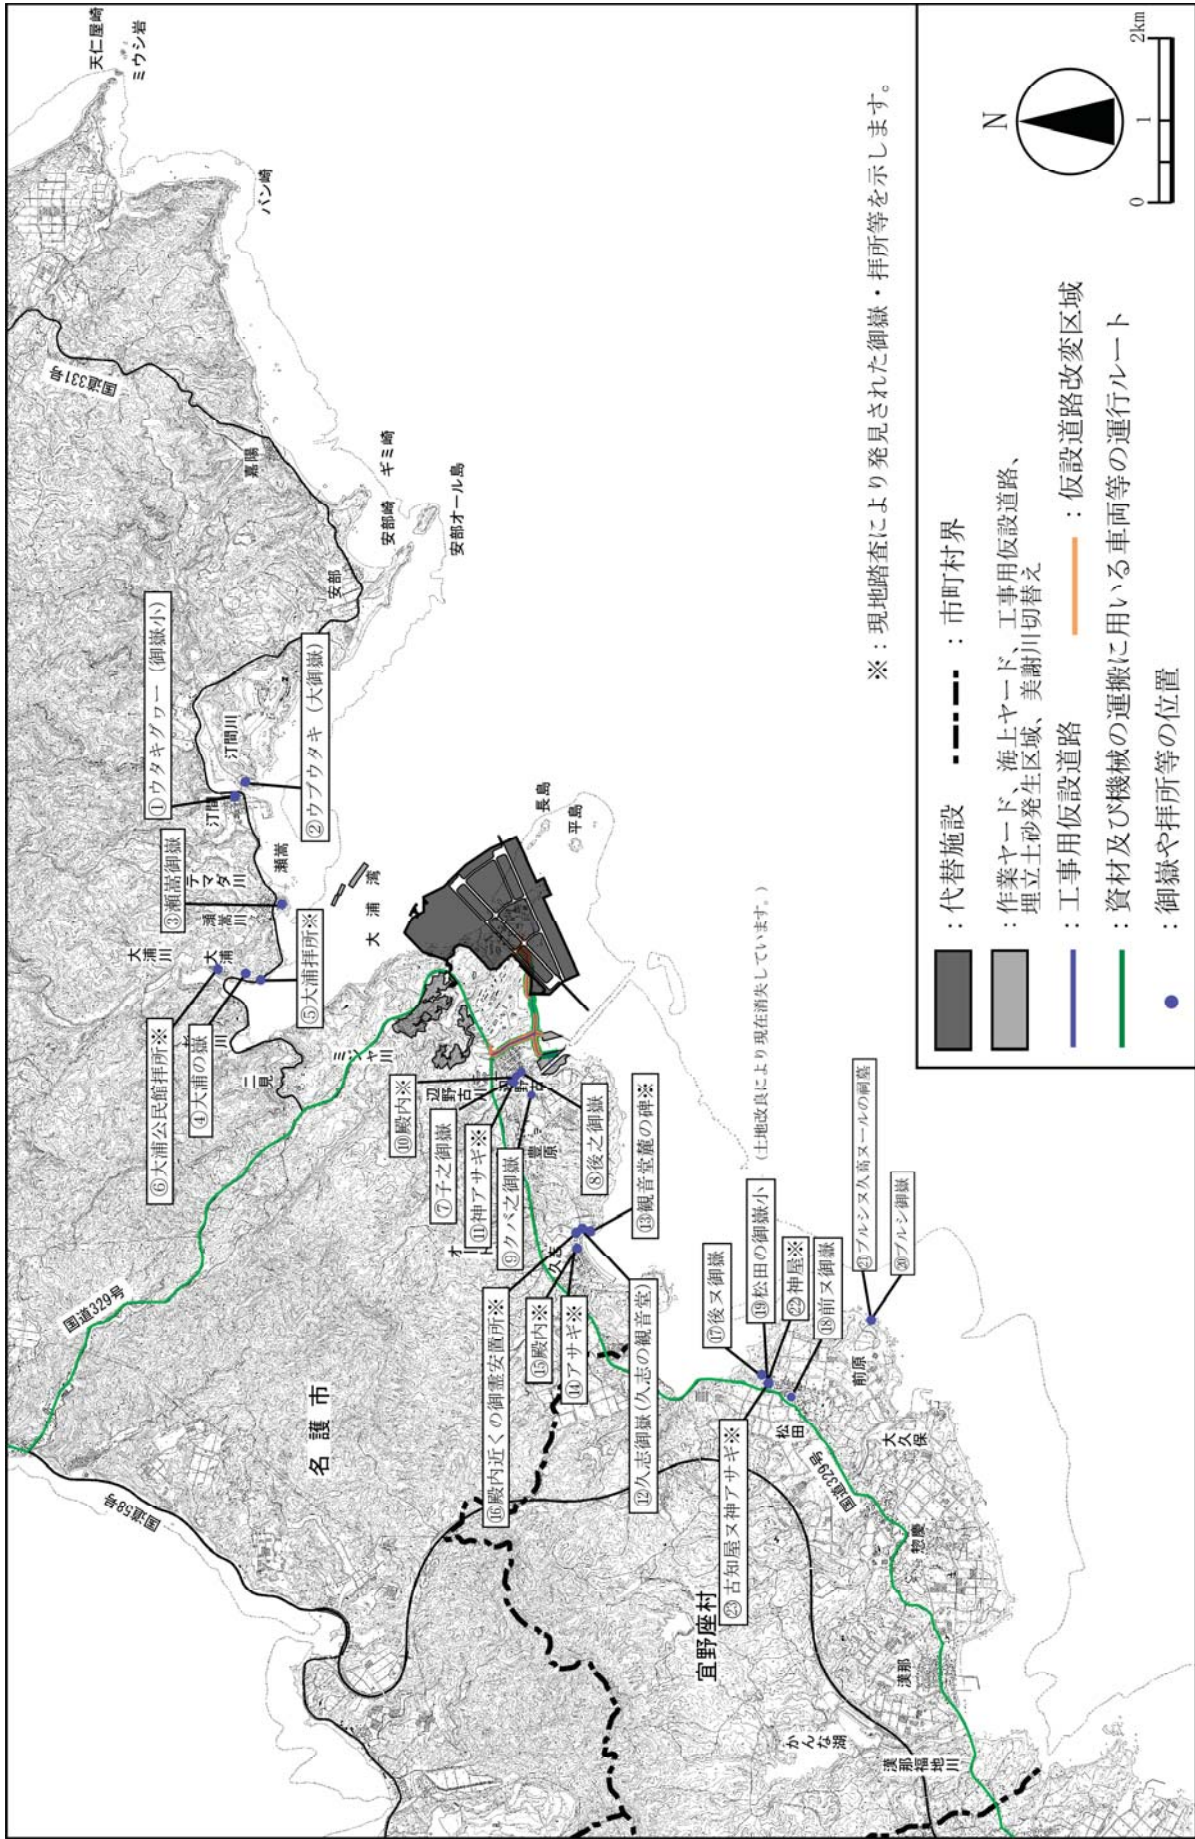 天仁屋崎
ミウシ岩
バン崎
国道331号
嘉陽
ギミ崎
安部崎
安部オール島
安部
①ウタキグヮー（御嶽小）
汀間川
②ウブウタキ（大御嶽）
汀間
③瀬嵩御嶽
テマダ川
瀬嵩
瀬嵩川
大浦川
大浦
⑤大浦拝所※
⑥大浦公民館拝所※
④大浦の嶽
川
二見
大浦湾
長島
平島
ミジャ川
国道329号
⑩殿内※
辺野古川
辺野古
⑦子之御嶽
⑪神アサギ※
⑨クバ之御嶽
豊原
⑧後之御嶽
⑬観音堂麓の碑※
久志
⑯殿内近くの御霊安置所※
⑮殿内※
⑭アサギ※
⑫久志御嶽(久志の観音堂)
名護市
国道58号
（土地改良により現在消失しています。）
⑰後ヌ御嶽
⑲松田の御嶽小
㉒神屋※
⑱前ヌ御嶽
㉑ブルシヌ久高ヌールの祠墓
⑳ブルシ御嶽
㉓古知屋ヌ神アサギ※
前原
松田
大久保
国道329号
惣慶
宜野座村
漢那
かんな湖
漢那福地川
※：現地踏査により発見された御嶽・拝所等を示します。
：代替施設
：市町村界
：作業ヤード、海上ヤード、工事用仮設道路、
埋立土砂発生区域、美謝川切替え
：工事用仮設道路
：仮設道路改変区域
：資材及び機械の運搬に用いる車両等の運行ルート
：御嶽や拝所等の位置
N
0
1
2km